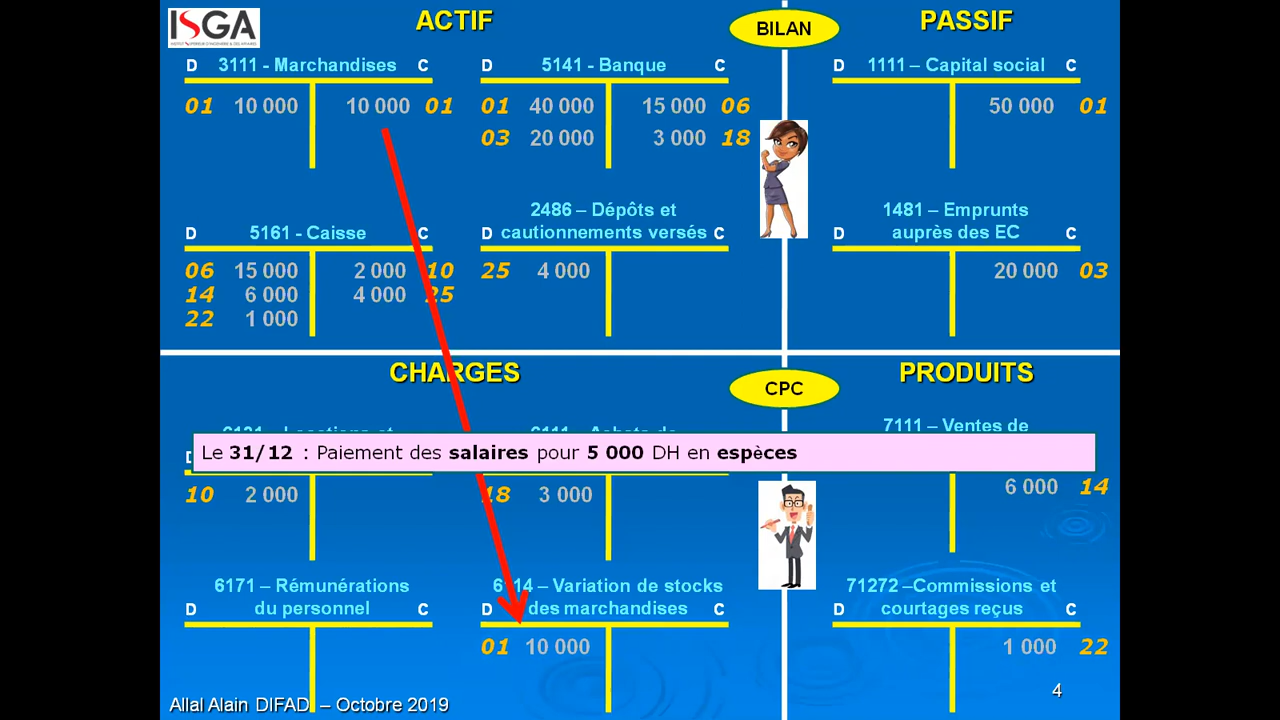 ISGA
ACTIF
BILAN
PASSIF
D 3111 - Marchandises C
D 5141 - Banque C
D 1111 – Capital social C
01 10 000 10 000 01
01 40 000 15 000 06
50 000 01
03 20 000 3 000 18
2486 – Dépôts et
1481 – Emprunts
D 5161 - Caisse C
D cautionnements versés C
D auprès des EC C
06 15 000 2 000 10
25 4 000
20 000 03
14 6 000 4 000 25
22 1 000
CHARGES
CPC
PRODUITS
7111 – Ventes de
Le 31/12 : Paiement des salaires pour 5 000 DH en espèces
10 2 000
18 3 000
6 000 14
6171 – Rémunérations
6114 – Variation de stocks
71272 –Commissions et
D du personnel C
D des marchandises
D courtages reçus C
01 10 000
1 000 22
4
Allal Alain DIFADI – Octobre 2019